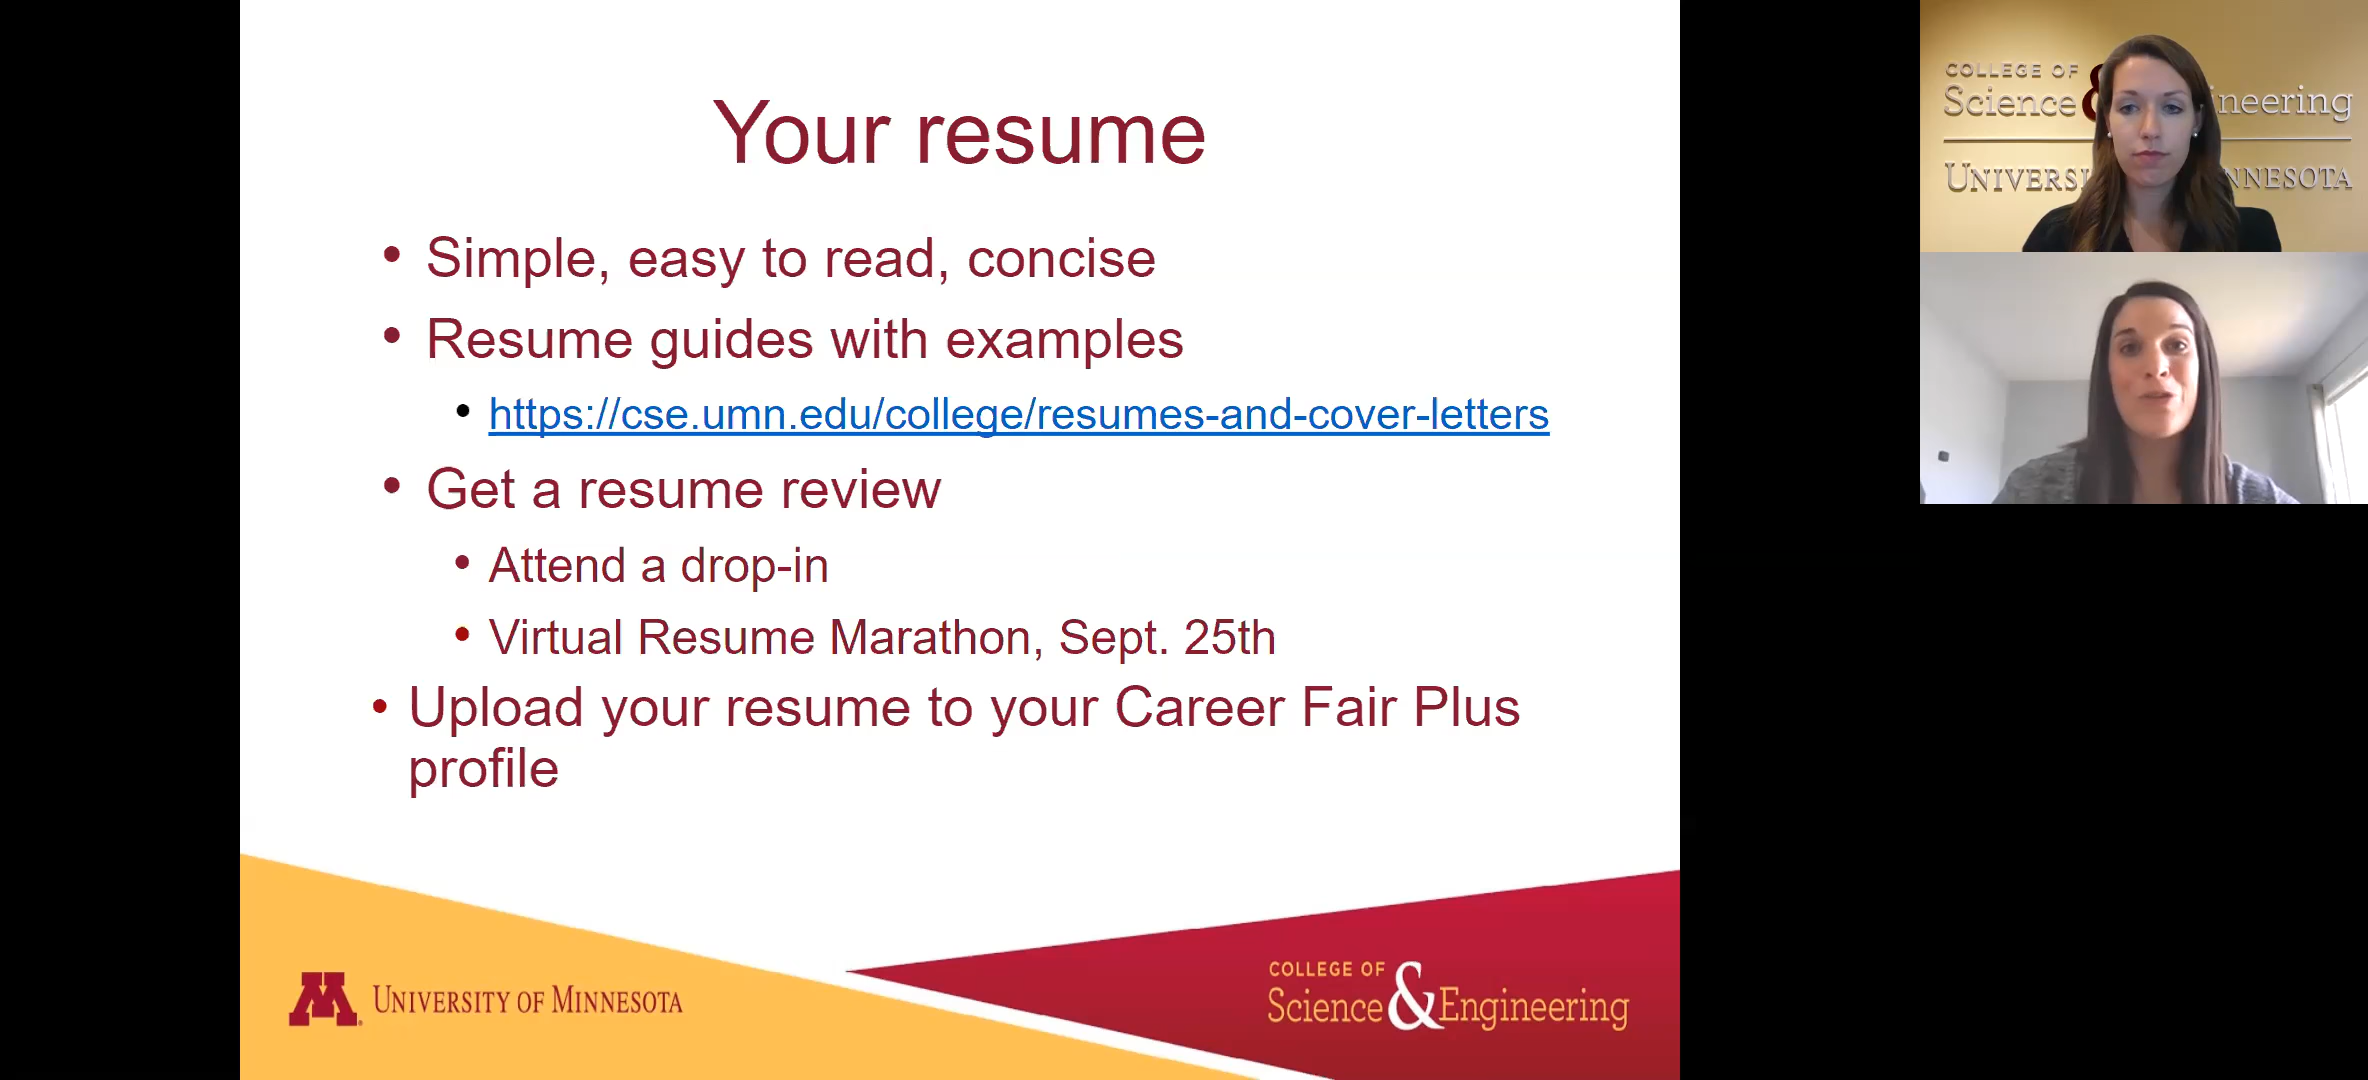 Your resume
• Simple, easy to read, concise
• Resume guides with examples
• https://cse.umn.edu/college/resumes-and-cover-letters
• Get a resume review
• Attend a drop-in
• Virtual Resume Marathon, Sept. 25th
• Upload your resume to your Career Fair Plus
profile
M UNIVERSITY OF MINNESOTA
COLLEGE OF
Science & Engineering
COLLEGE OF
Science & ineering
UNIVERSI NNESOTA